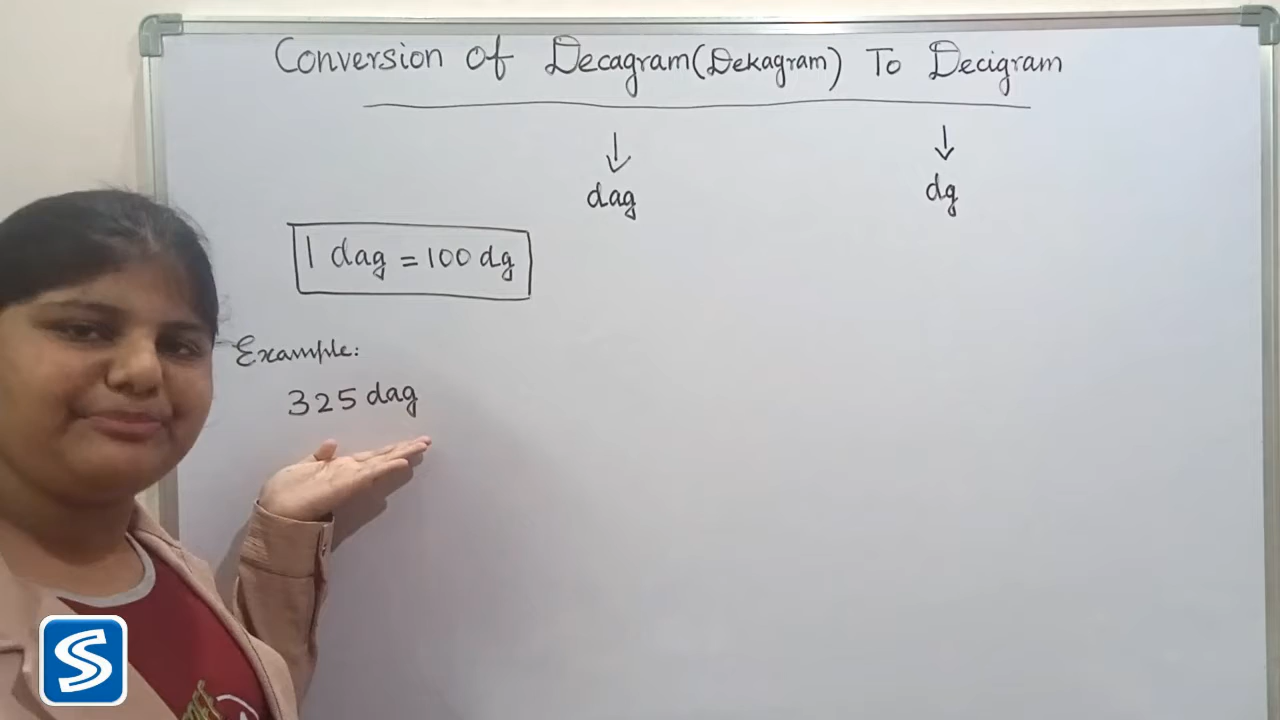 Conversion of Decagram (Dekagram) To Decigram
↓ ↓
dag dg
1 dag = 100 dg
Example:
325 dag
S